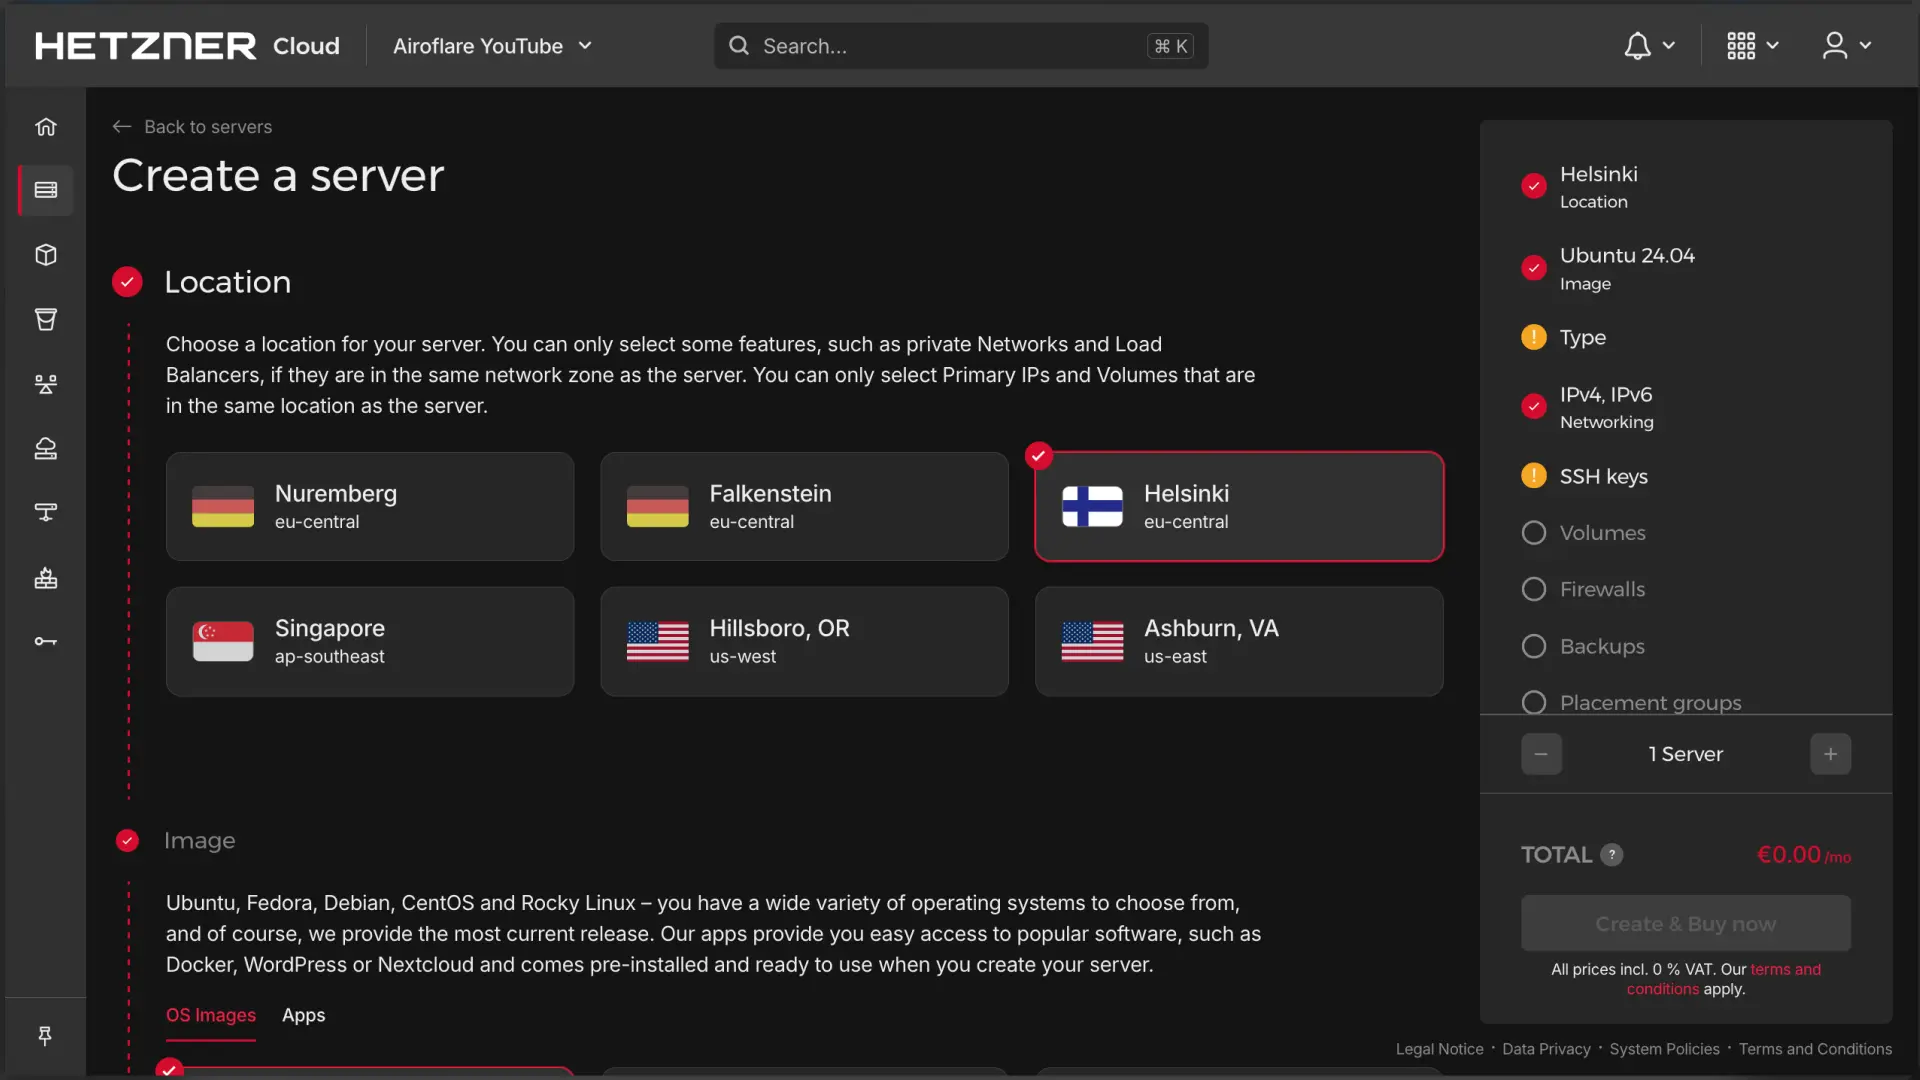 HETZNER Cloud
Airoflare YouTube
Search...
⌘ K
Back to servers
Create a server
Location
Choose a location for your server. You can only select some features, such as private Networks and Load
Balancers, if they are in the same network zone as the server. You can only select Primary IPs and Volumes that are
in the same location as the server.
Nuremberg
eu-central
Falkenstein
eu-central
Helsinki
eu-central
Singapore
ap-southeast
Hillsboro, OR
us-west
Ashburn, VA
us-east
Image
Ubuntu, Fedora, Debian, CentOS and Rocky Linux – you have a wide variety of operating systems to choose from,
and of course, we provide the most current release. Our apps provide you easy access to popular software, such as
Docker, WordPress or Nextcloud and comes pre-installed and ready to use when you create your server.
OS Images
Apps
Helsinki
Location
Ubuntu 24.04
Image
! Type
IPv4, IPv6
Networking
! SSH keys
Volumes
Firewalls
Backups
Placement groups
− 1 Server +
TOTAL ? €0.00 /mo
Create & Buy now
All prices incl. 0 % VAT. Our terms and
conditions apply.
Legal Notice · Data Privacy · System Policies · Terms and Conditions